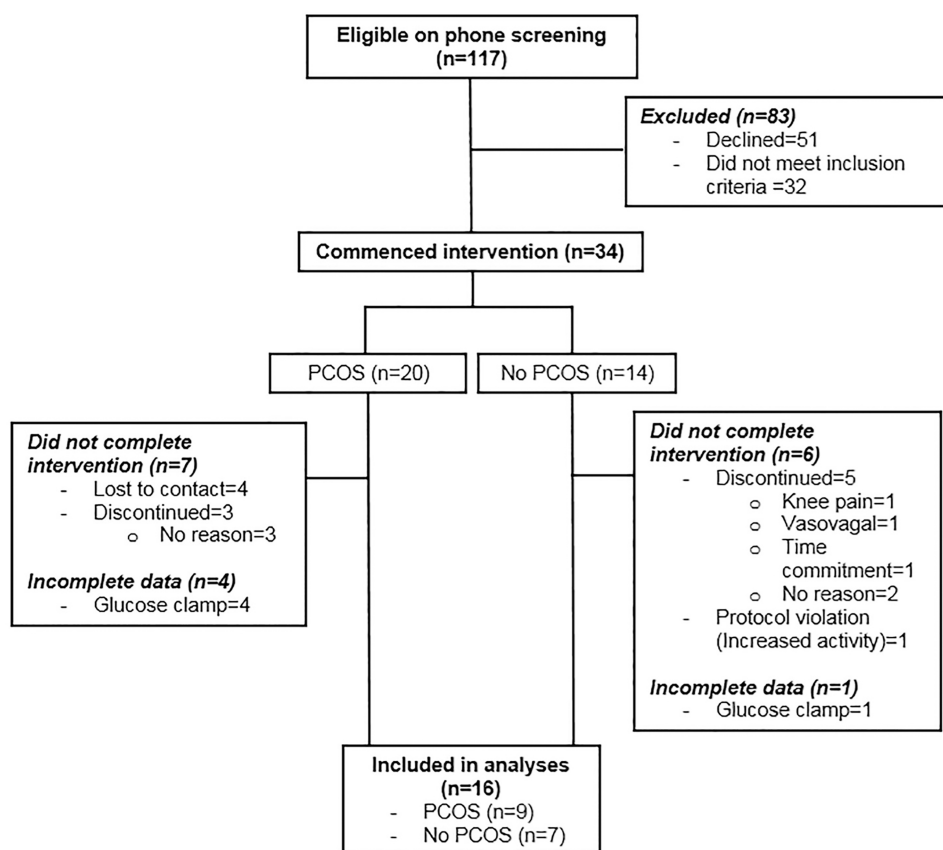 Eligible on phone screening
(n=117)
Excluded (n=83)
- Declined=51
- Did not meet inclusion
criteria =32
Commenced intervention (n=34)
PCOS (n=20)
No PCOS (n=14)
Did not complete
intervention (n=7)
- Lost to contact=4
- Discontinued=3
o No reason=3
Incomplete data (n=4)
- Glucose clamp=4
Did not complete
intervention (n=6)
- Discontinued=5
o Knee pain=1
o Vasovagal=1
o Time
commitment=1
o No reason=2
- Protocol violation
(Increased activity)=1
Incomplete data (n=1)
- Glucose clamp=1
Included in analyses
(n=16)
- PCOS (n=9)
- No PCOS (n=7)